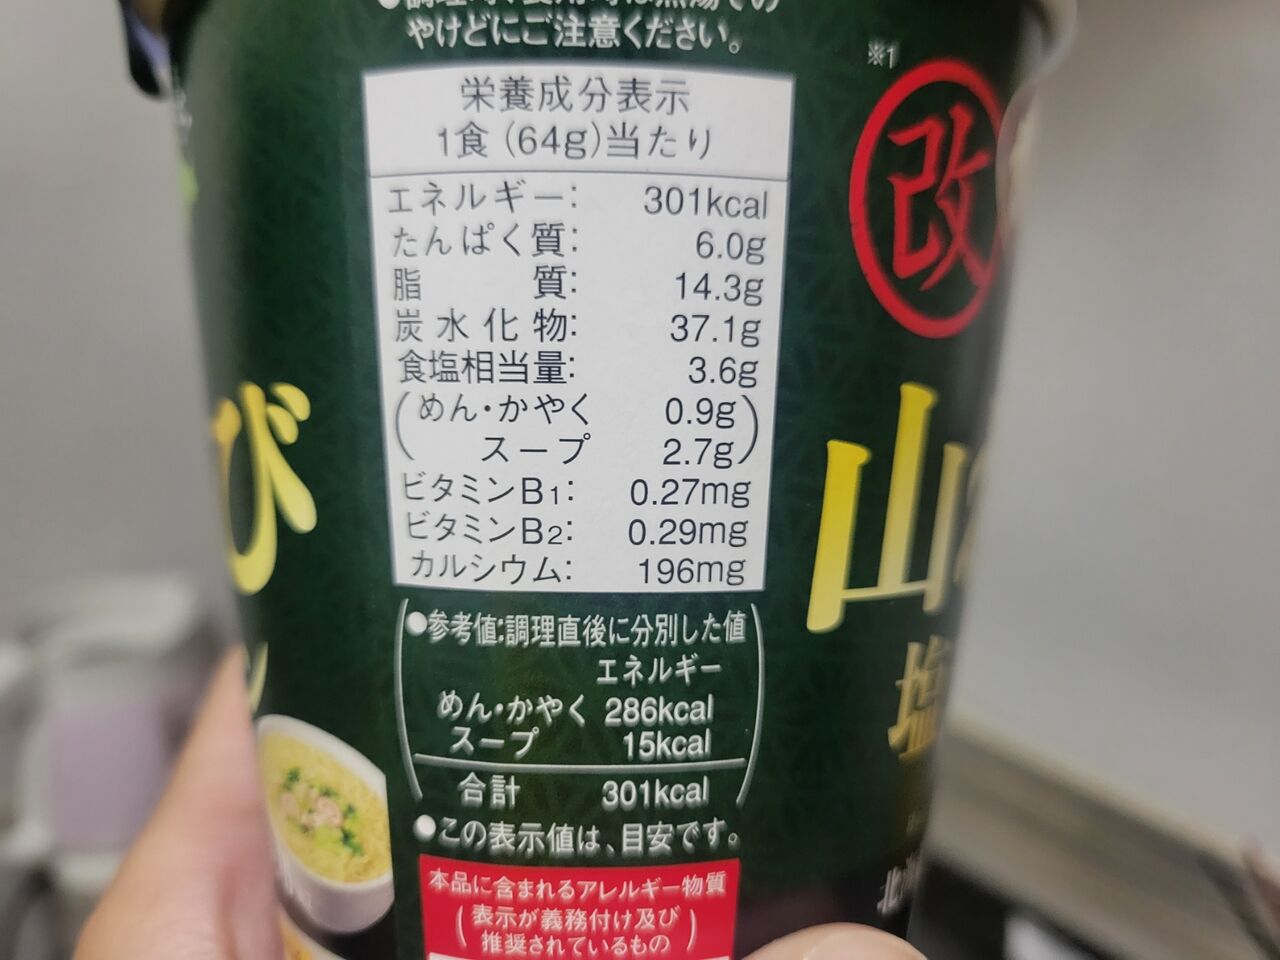 やけどにご注意ください。
栄養成分表示
1食(64g)当たり
エネルギー: 301kcal
たんぱく質: 6.0g
脂質: 14.3g
炭水化物: 37.1g
食塩相当量: 3.6g
(めん・かやく 0.9g)
スープ 2.7g
ビタミンB1: 0.27mg
ビタミンB2: 0.29mg
カルシウム: 196mg
●参考値:調理直後に分別した値
エネルギー
めん・かやく 286kcal
スープ 15kcal
合計 301kcal
●この表示値は、目安です。
本品に含まれるアレルギー物質
(表示が義務付け及び
推奨されているもの)
※1
改
山
塩
北
び